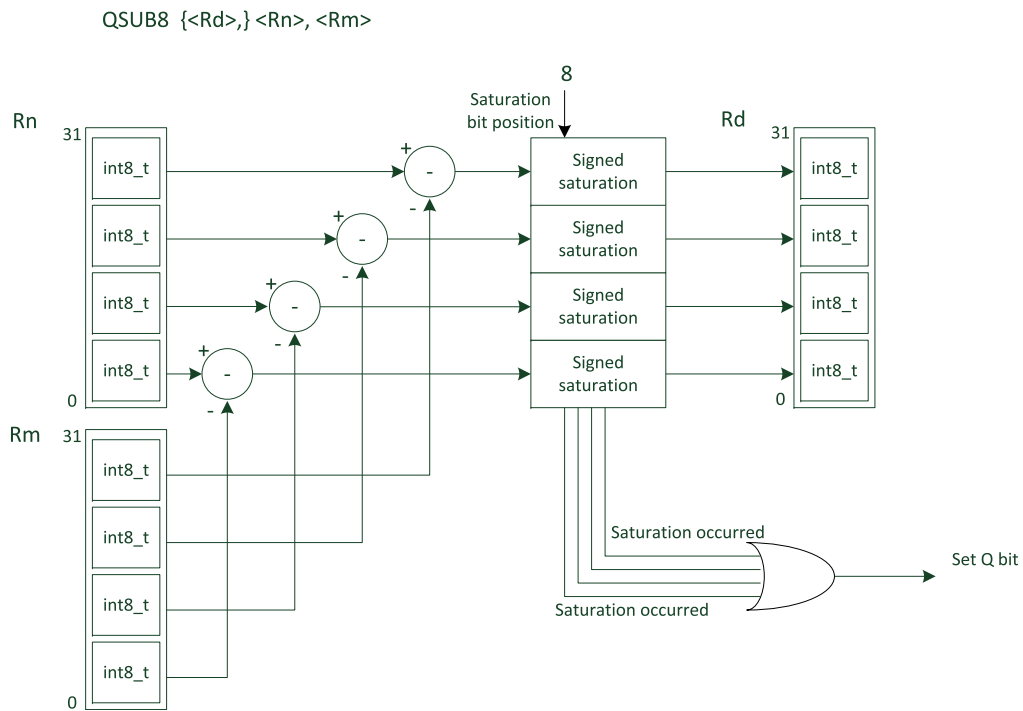 QSUB8 {<Rd>,} <Rn>, <Rm>
8
Saturation
bit position
Rn
31
int8_t
int8_t
int8_t
int8_t
0
Rm
31
int8_t
int8_t
int8_t
int8_t
0
+
-
-
+
-
-
+
-
-
+
-
-
Signed
saturation
Signed
saturation
Signed
saturation
Signed
saturation
Rd
31
int8_t
int8_t
int8_t
int8_t
0
Saturation occurred
Saturation occurred
Set Q bit